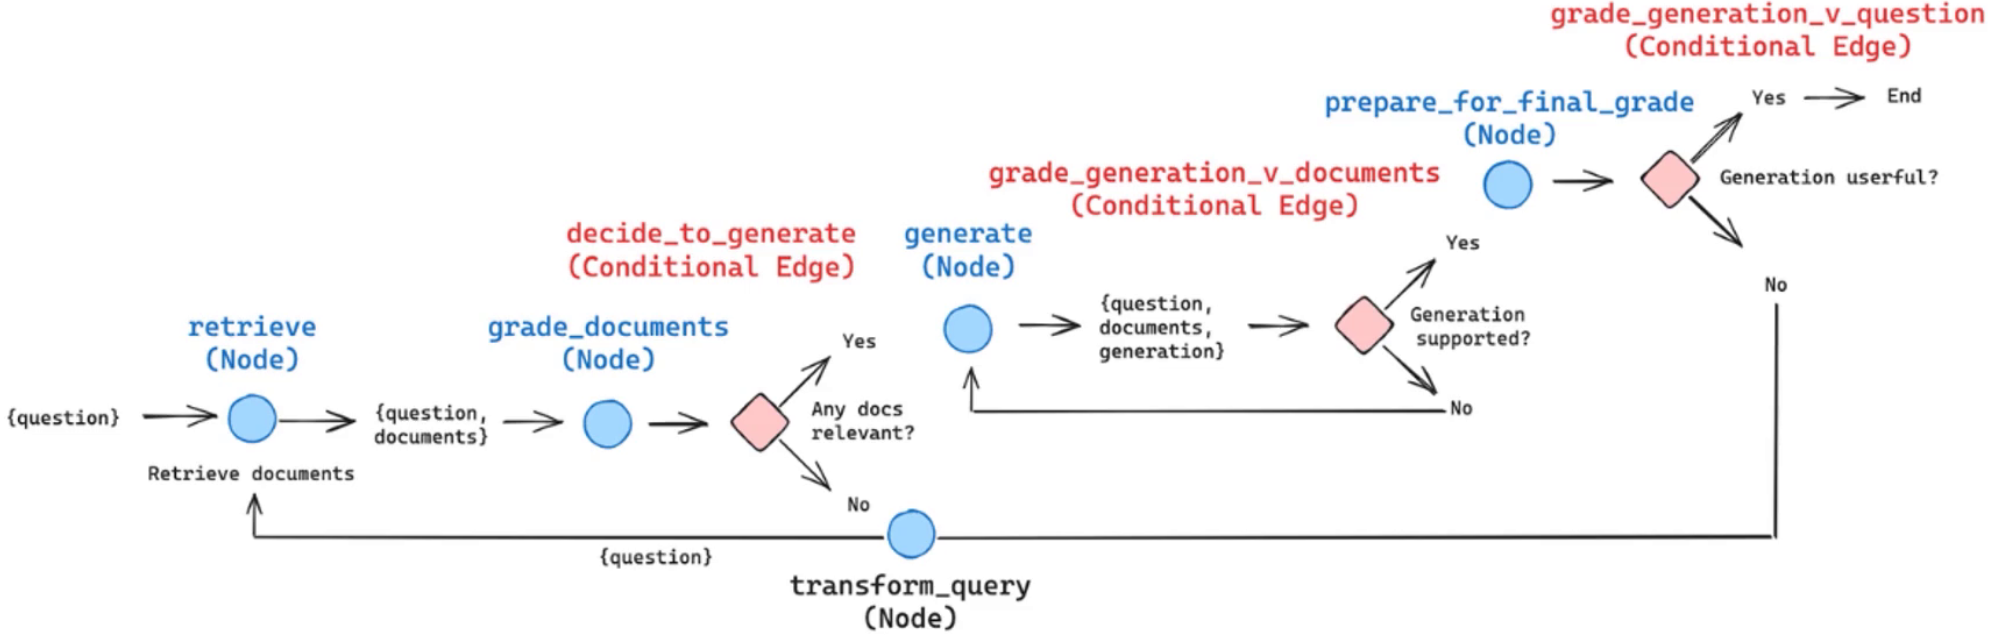 {question}
retrieve
(Node)
Retrieve documents
{question,
documents}
grade_documents
(Node)
decide_to_generate
(Conditional Edge)
Yes
Any docs
relevant?
No
generate
(Node)
{question,
documents,
generation}
grade_generation_v_documents
(Conditional Edge)
Yes
Generation
supported?
No
prepare_for_final_grade
(Node)
grade_generation_v_question
(Conditional Edge)
Yes
End
Generation userful?
No
{question}
transform_query
(Node)